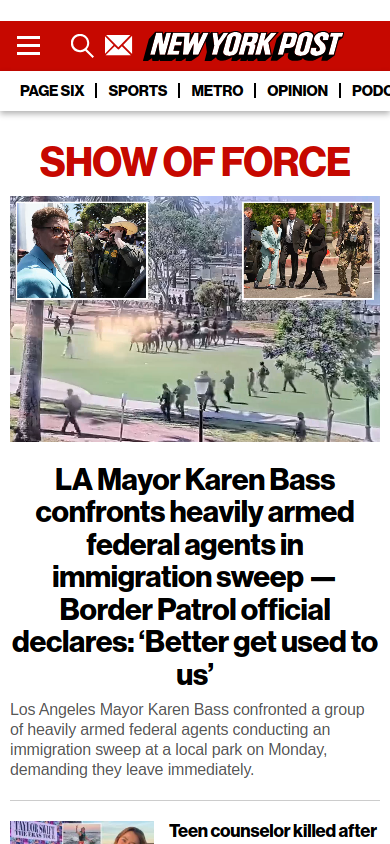 NEW YORK POST
PAGE SIX | SPORTS | METRO | OPINION | PODC
SHOW OF FORCE
LA Mayor Karen Bass
confronts heavily armed
federal agents in
immigration sweep —
Border Patrol official
declares: ‘Better get used to
us’
Los Angeles Mayor Karen Bass confronted a group
of heavily armed federal agents conducting an
immigration sweep at a local park on Monday,
demanding they leave immediately.
TAYLOR SWIFT
THE ERAS TOUR
Teen counselor killed after